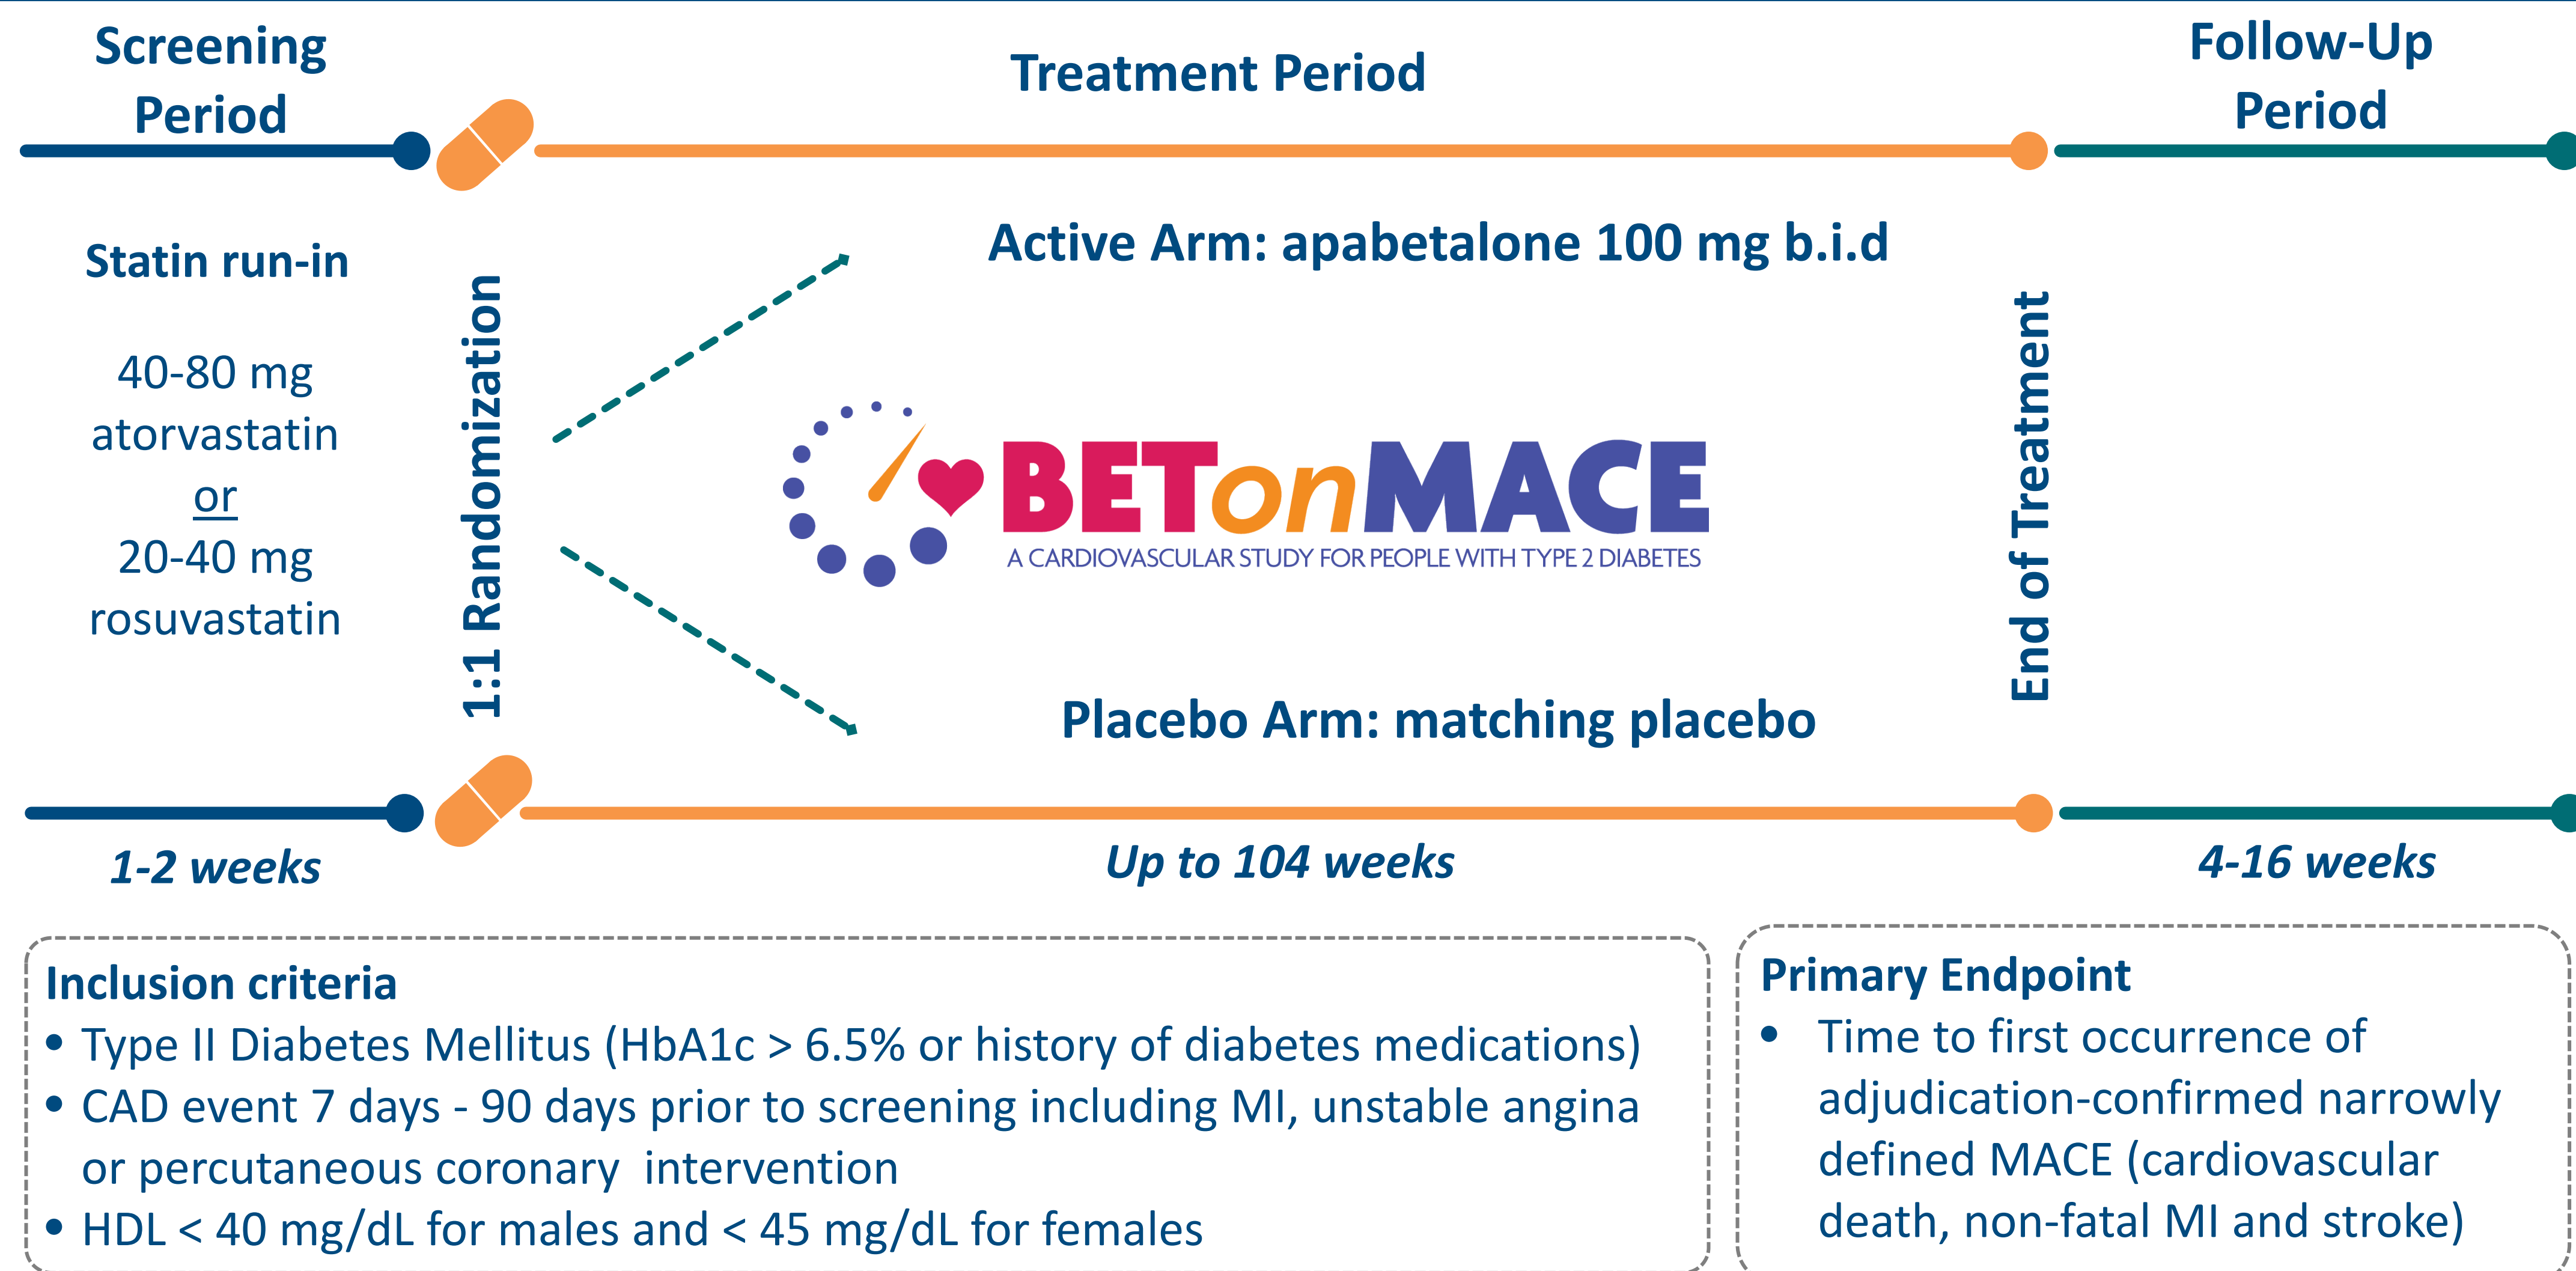 Screening
Period
Treatment Period
Follow-Up
Period
Statin run-in
40-80 mg
atorvastatin
or
20-40 mg
rosuvastatin
1:1 Randomization
Active Arm: apabetalone 100 mg b.i.d
BETonMACE
A CARDIOVASCULAR STUDY FOR PEOPLE WITH TYPE 2 DIABETES
Placebo Arm: matching placebo
End of Treatment
1-2 weeks
Up to 104 weeks
4-16 weeks
Inclusion criteria
• Type II Diabetes Mellitus (HbA1c > 6.5% or history of diabetes medications)
• CAD event 7 days - 90 days prior to screening including MI, unstable angina
or percutaneous coronary  intervention
• HDL < 40 mg/dL for males and < 45 mg/dL for females
Primary Endpoint
• Time to first occurrence of
adjudication-confirmed narrowly
defined MACE (cardiovascular
death, non-fatal MI and stroke)